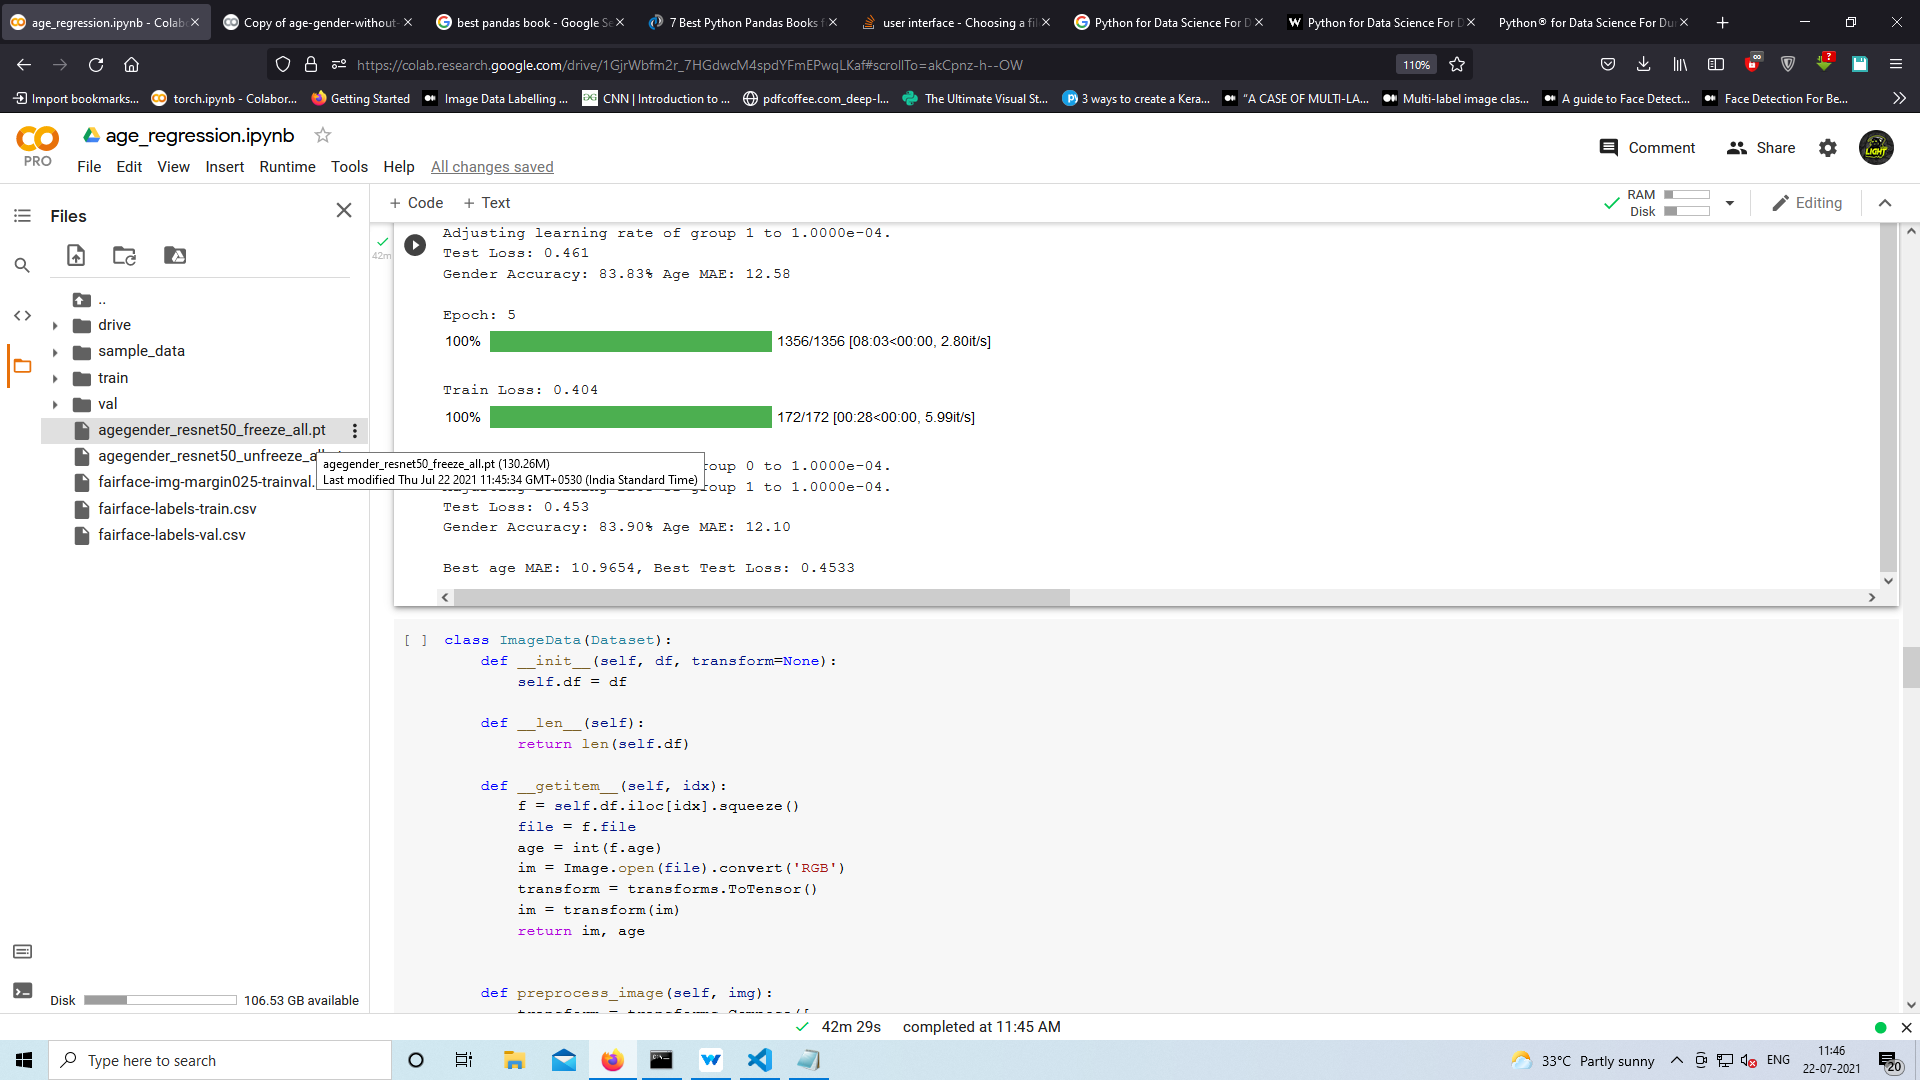 age_regression.ipynb - Colab
Copy of age-gender-without-
best pandas book - Google Se
7 Best Python Pandas Books f
user interface - Choosing a fil
Python for Data Science For D
Python for Data Science For D
Python® for Data Science For Du
https://colab.research.google.com/drive/1GjrWbfm2r_7HGdwcM4spdYFmEPwqLKaf#scrollTo=akCpnz-h--OW
110%
Import bookmarks...
torch.ipynb - Colabor...
Getting Started
Image Data Labelling ...
CNN | Introduction to ...
pdfcoffee.com_deep-l...
The Ultimate Visual St...
3 ways to create a Kera...
"A CASE OF MULTI-LA...
Multi-label image clas...
A guide to Face Detect...
Face Detection For Be...
PRO
age_regression.ipynb
File Edit View Insert Runtime Tools Help All changes saved
Comment
Share
LIGHT
Files
+ Code + Text
RAM
Disk
Editing
..
drive
sample_data
train
val
agegender_resnet50_freeze_all.pt
agegender_resnet50_unfreeze_all
fairface-img-margin025-trainval.
fairface-labels-train.csv
fairface-labels-val.csv
agegender_resnet50_freeze_all.pt (130.26M)
Last modified Thu Jul 22 2021 11:45:34 GMT+0530 (India Standard Time)
Disk
106.53 GB available
42m
Adjusting learning rate of group 1 to 1.0000e-04.
Test Loss: 0.461
Gender Accuracy: 83.83% Age MAE: 12.58
Epoch: 5
100% 1356/1356 [08:03<00:00, 2.80it/s]
Train Loss: 0.404
100% 172/172 [00:28<00:00, 5.99it/s]
roup 0 to 1.0000e-04.
Adjusting learning rate of group 1 to 1.0000e-04.
Test Loss: 0.453
Gender Accuracy: 83.90% Age MAE: 12.10
Best age MAE: 10.9654, Best Test Loss: 0.4533
[ ] class ImageData(Dataset):
def __init__(self, df, transform=None):
self.df = df
def __len__(self):
return len(self.df)
def __getitem__(self, idx):
f = self.df.iloc[idx].squeeze()
file = f.file
age = int(f.age)
im = Image.open(file).convert('RGB')
transform = transforms.ToTensor()
im = transform(im)
return im, age
def preprocess_image(self, img):
transform = transforms.Compose([
42m 29s completed at 11:45 AM
Type here to search
33°C Partly sunny
ENG
11:46
22-07-2021
20